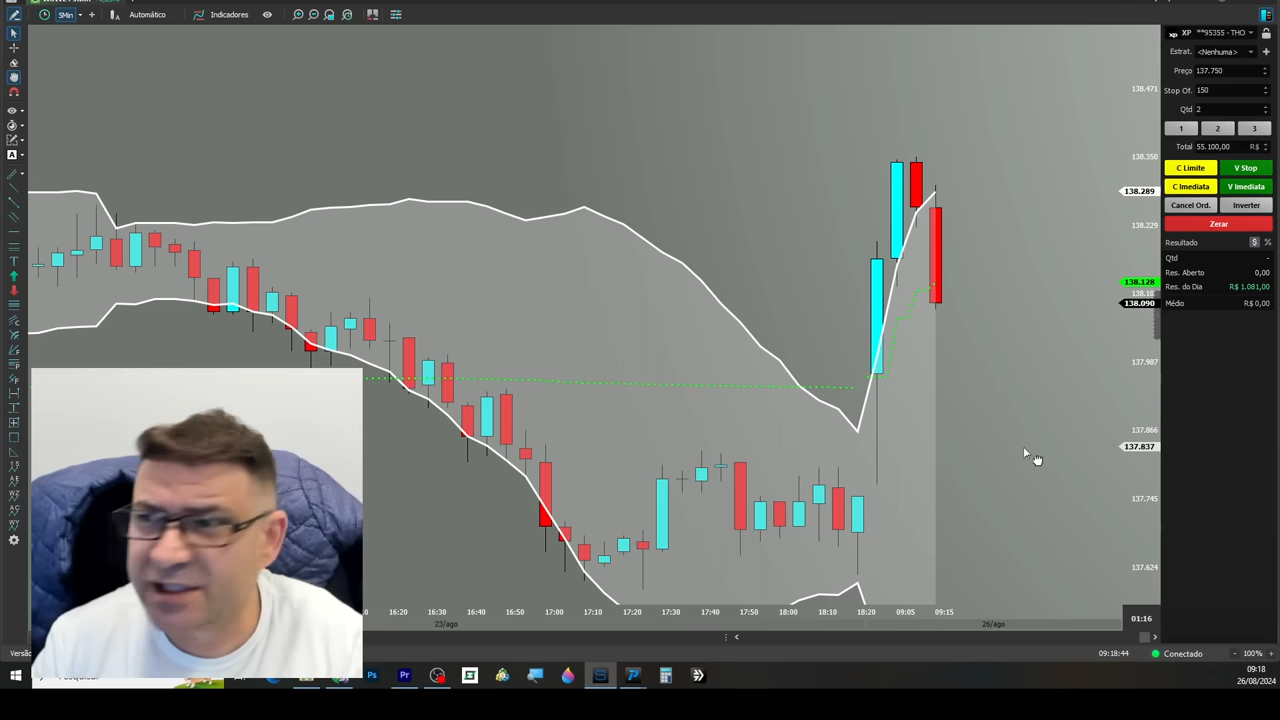 5Min
Automático
Indicadores
XP **95355 - THO
Estrat. <Nenhuma>
Preço 137.750
Stop Of. 150
Qtd 2
1 2 3
Total 55.100,00 R$
C Limite V Stop
C Imediata V Imediata
Cancel Ord. Inverter
Zerar
Resultado $ %
Qtd -
Res. Aberto 0,00
Res. do Dia R$ 1.081,00
Médio R$ 0,00
138.471
138.350
138.289
138.229
138.128
138.10
138.090
137.987
137.866
137.837
137.745
137.624
16:20 16:30 16:40 16:50 17:00 17:10 17:20 17:30 17:40 17:50 18:00 18:10 18:20 09:05 09:15
23/ago 26/ago
01:16
09:18:44 Conectado - 100% +
09:18
26/08/2024